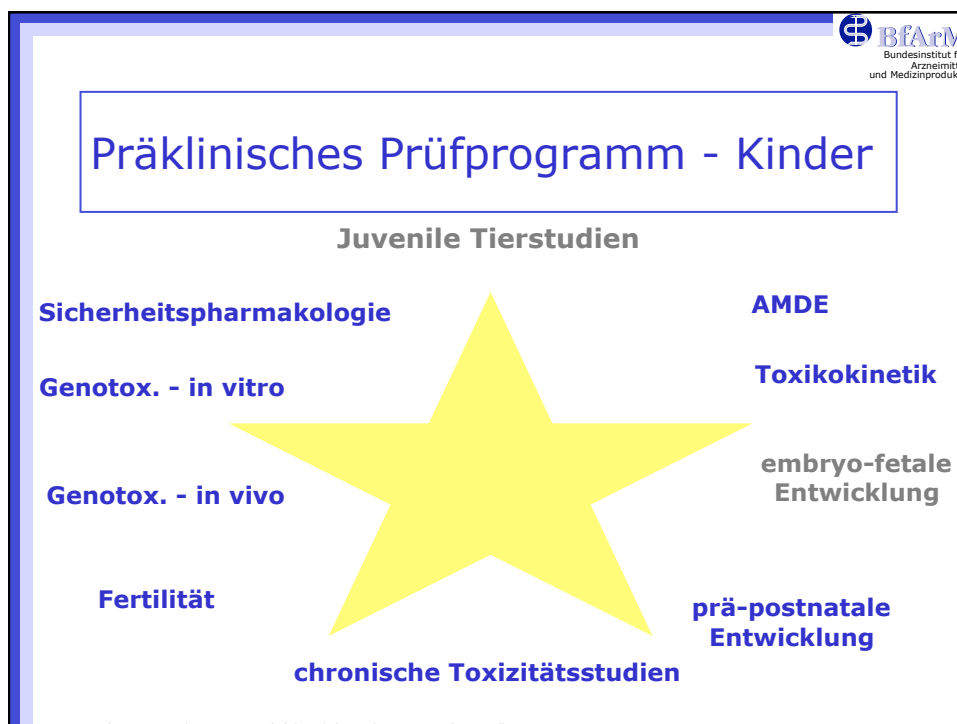 BfArM
Bundesinstitut f
Arzneimitt
und Medizinproduk
Präklinisches Prüfprogramm - Kinder
Juvenile Tierstudien
Sicherheitspharmakologie
AMDE
Genotox. - in vitro
Toxikokinetik
embryo-fetale
Entwicklung
Genotox. - in vivo
Fertilität
prä-postnatale
Entwicklung
chronische Toxizitätsstudien